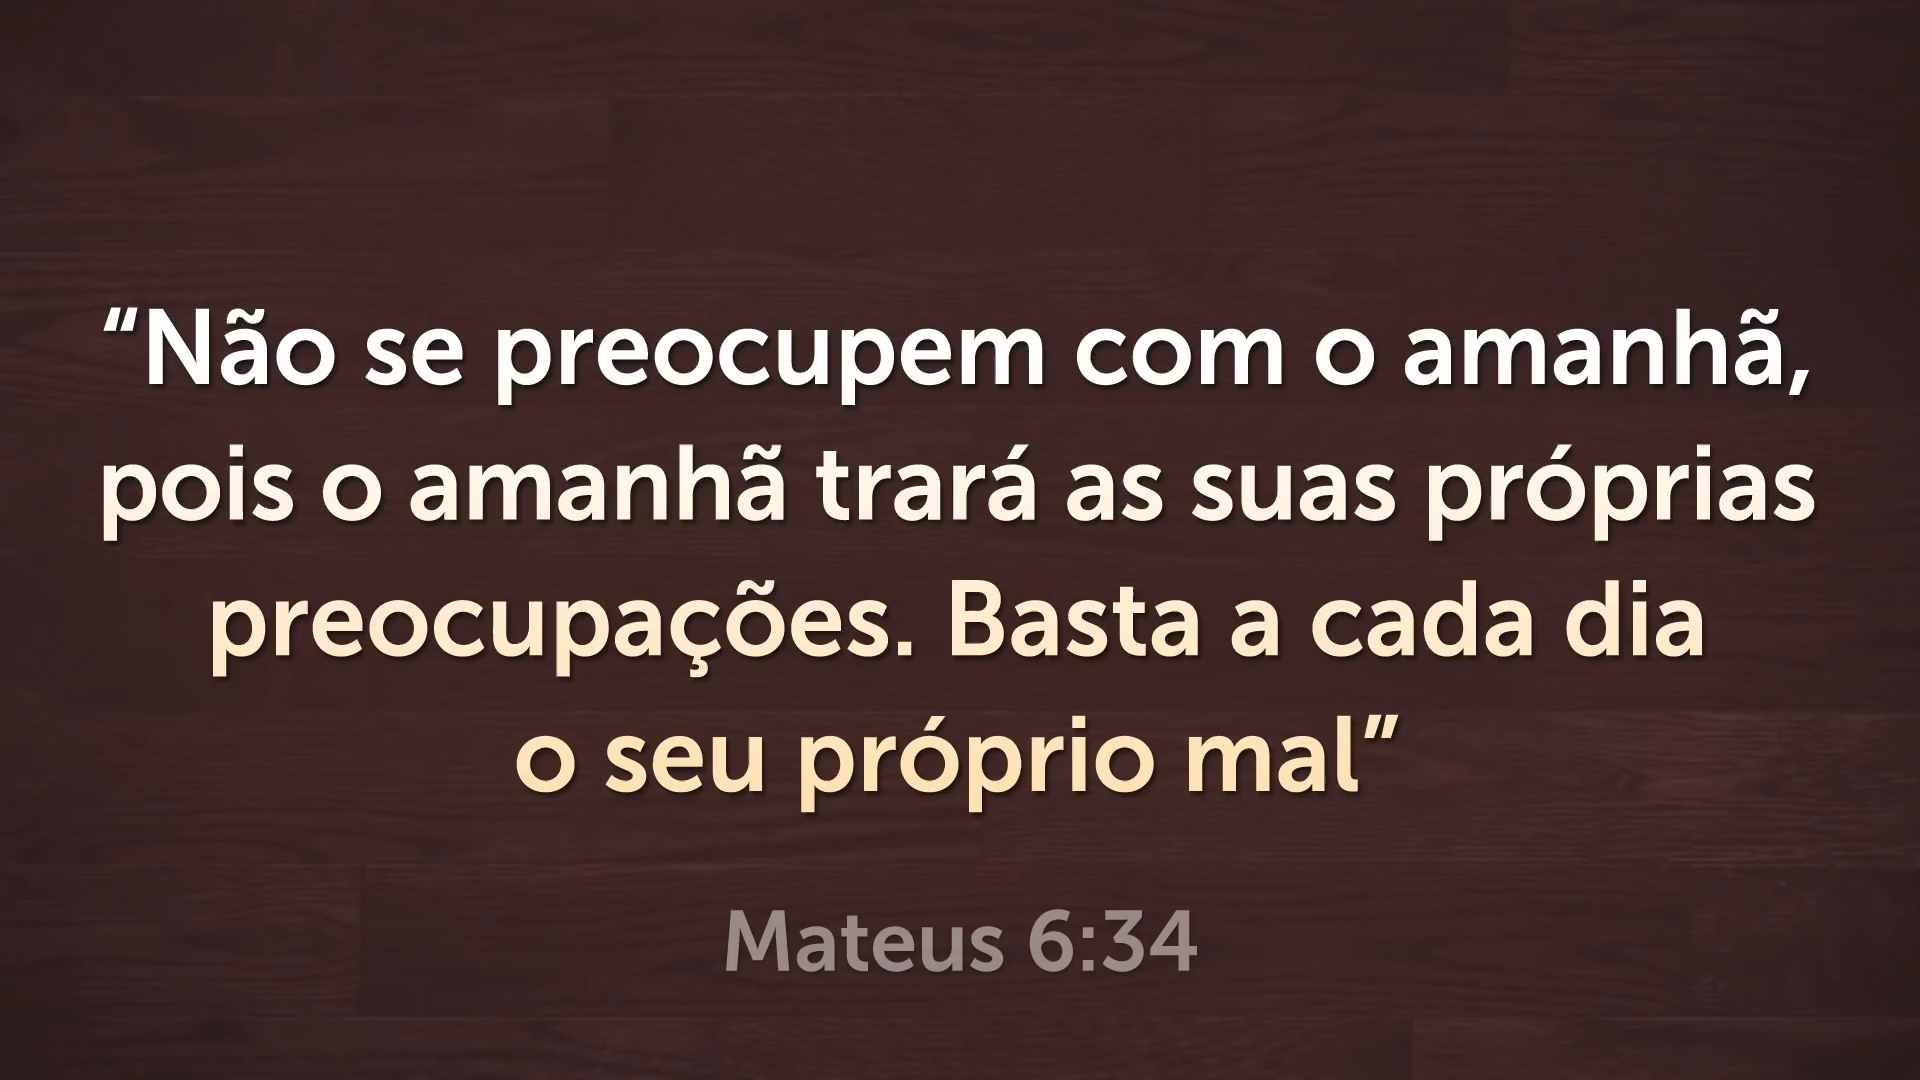 “Não se preocupem com o amanhã,
pois o amanhã trará as suas próprias
preocupações. Basta a cada dia
o seu próprio mal”
Mateus 6:34